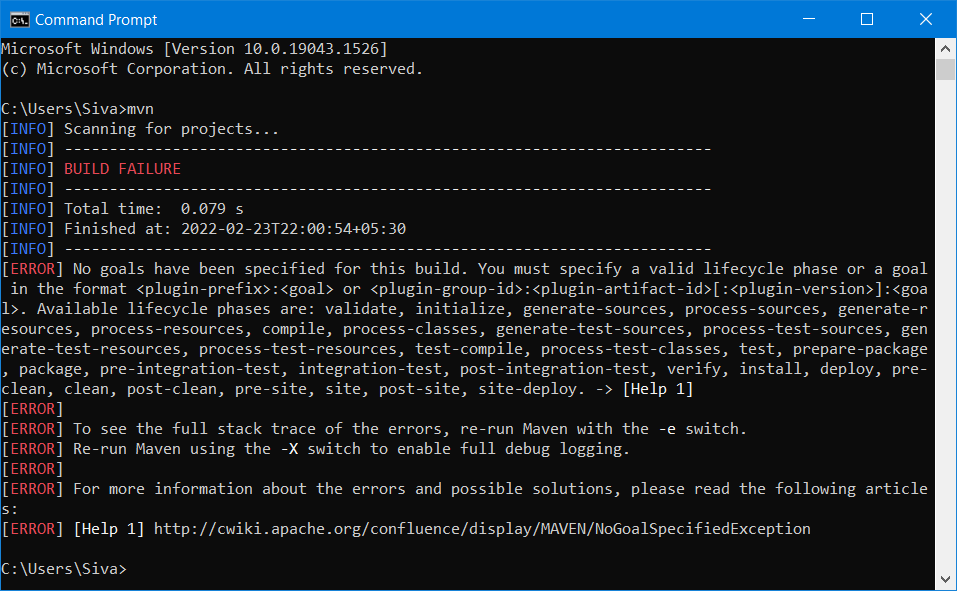 Command Prompt
Microsoft Windows [Version 10.0.19043.1526]
(c) Microsoft Corporation. All rights reserved.
C:\Users\Siva>mvn
[INFO] Scanning for projects...
[INFO] ------------------------------------------------------------------------
[INFO] BUILD FAILURE
[INFO] ------------------------------------------------------------------------
[INFO] Total time:  0.079 s
[INFO] Finished at: 2022-02-23T22:00:54+05:30
[INFO] ------------------------------------------------------------------------
[ERROR] No goals have been specified for this build. You must specify a valid lifecycle phase or a goal
 in the format <plugin-prefix>:<goal> or <plugin-group-id>:<plugin-artifact-id>[:<plugin-version>]:<goa
l>. Available lifecycle phases are: validate, initialize, generate-sources, process-sources, generate-r
esources, process-resources, compile, process-classes, generate-test-sources, process-test-sources, gen
erate-test-resources, process-test-resources, test-compile, process-test-classes, test, prepare-package
, package, pre-integration-test, integration-test, post-integration-test, verify, install, deploy, pre-
clean, clean, post-clean, pre-site, site, post-site, site-deploy. -> [Help 1]
[ERROR]
[ERROR] To see the full stack trace of the errors, re-run Maven with the -e switch.
[ERROR] Re-run Maven using the -X switch to enable full debug logging.
[ERROR]
[ERROR] For more information about the errors and possible solutions, please read the following article
s:
[ERROR] [Help 1] http://cwiki.apache.org/confluence/display/MAVEN/NoGoalSpecifiedException
C:\Users\Siva>